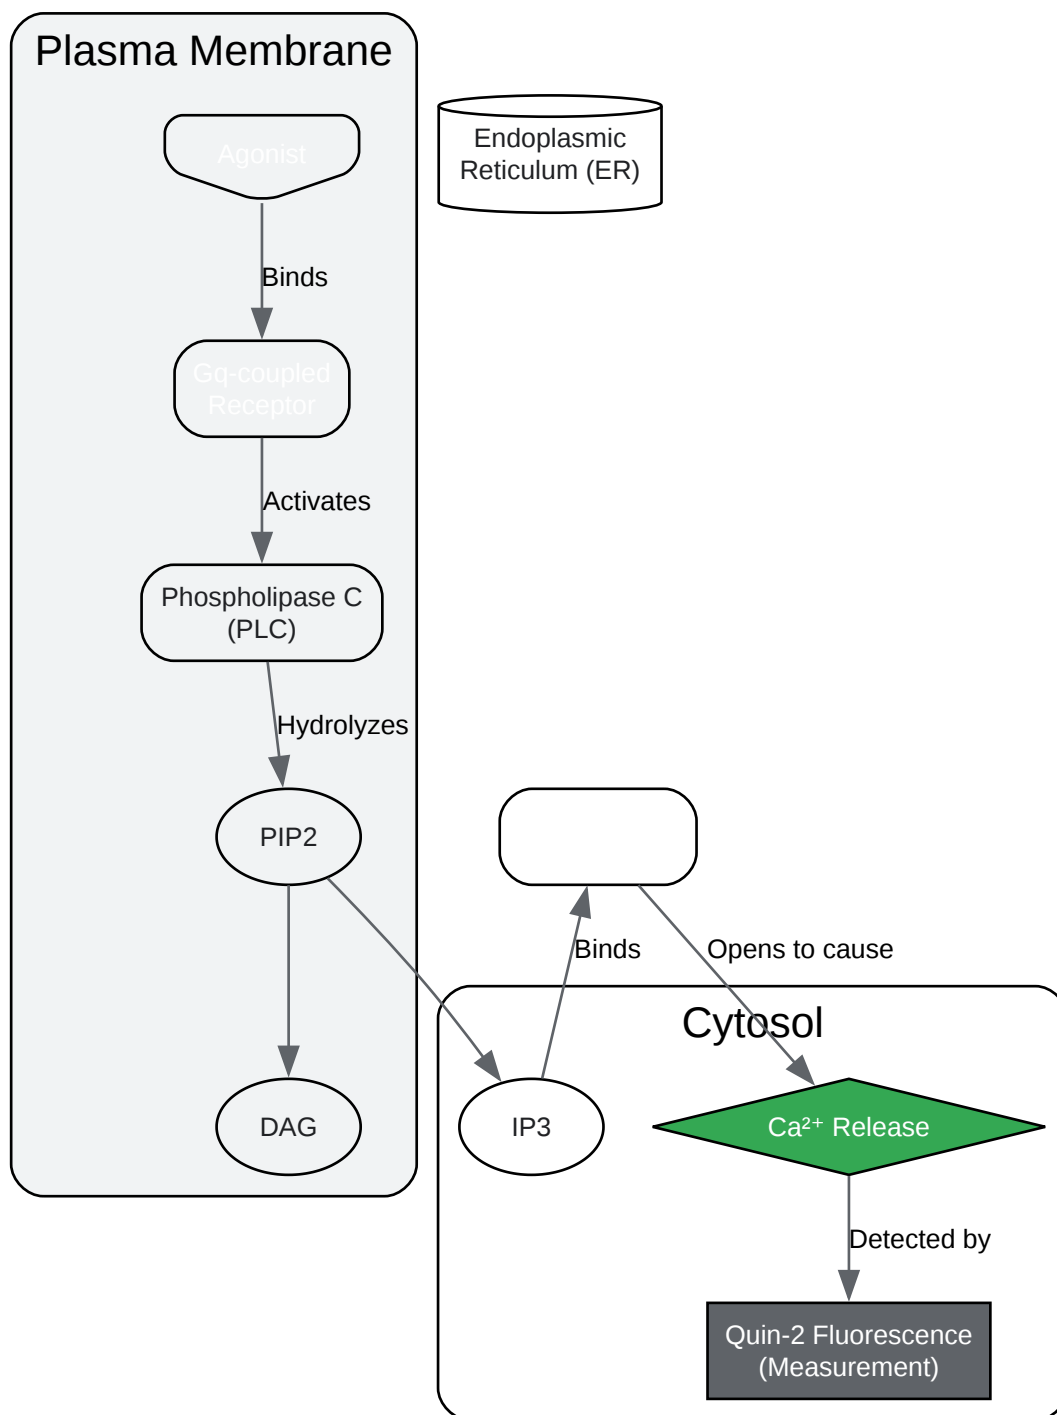 Plasma Membrane
Agonist
Endoplasmic
Reticulum (ER)
Binds
Gq-coupled
Receptor
Activates
Phospholipase C
(PLC)
Hydrolyzes
PIP2
Binds
Opens to cause
Cytosol
DAG
IP3
Ca²⁺ Release
Detected by
Quin-2 Fluorescence
(Measurement)